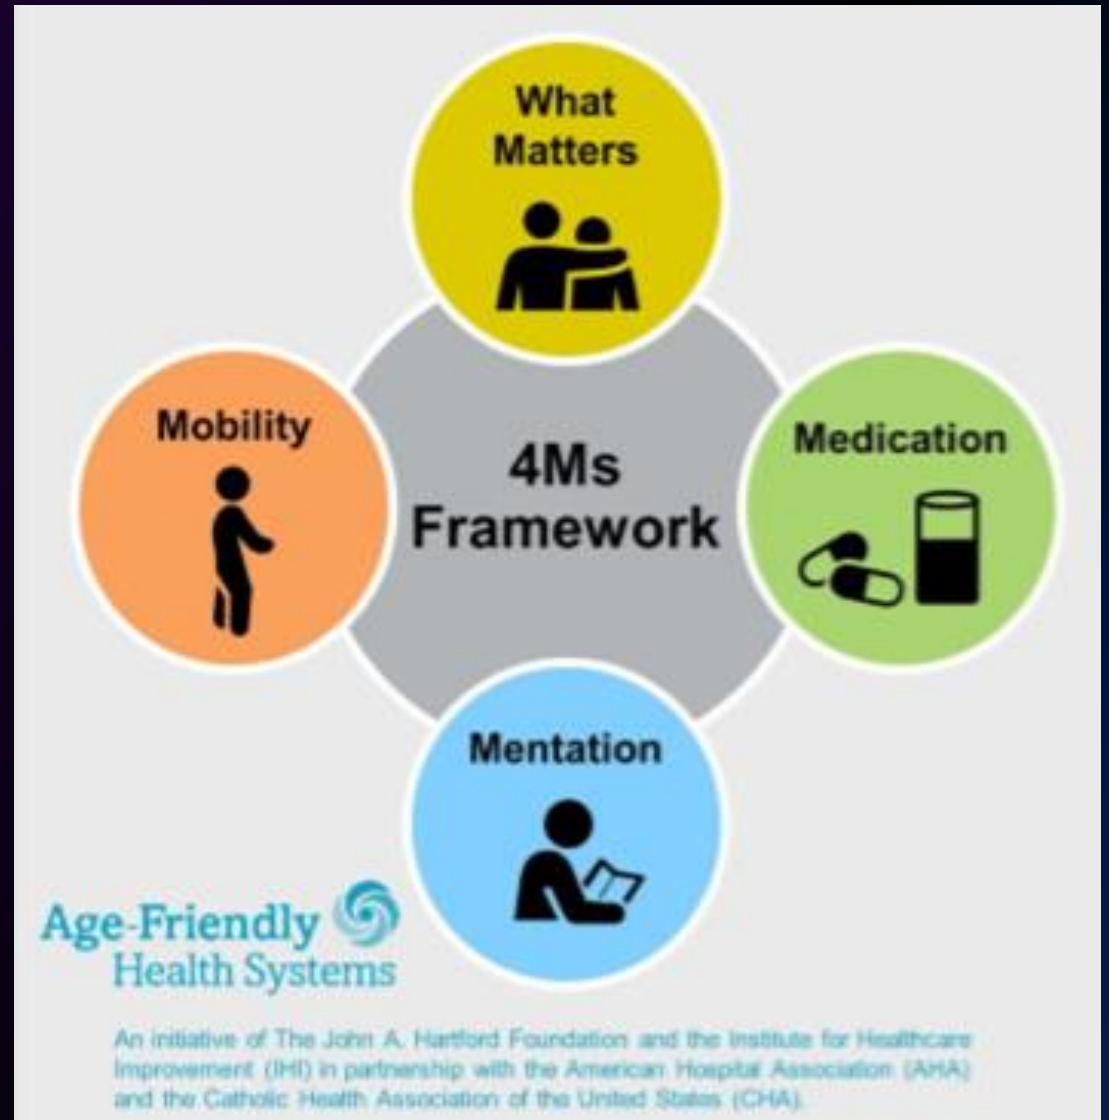 What
Matters
Mobility
4Ms
Framework
Medication
Mentation
Age-Friendly
Health Systems
An initiative of The John A. Hartford Foundation and the Institute for Healthcare
Improvement (IHI) in partnership with the American Hospital Association (AHA)
and the Catholic Health Association of the United States (CHA).